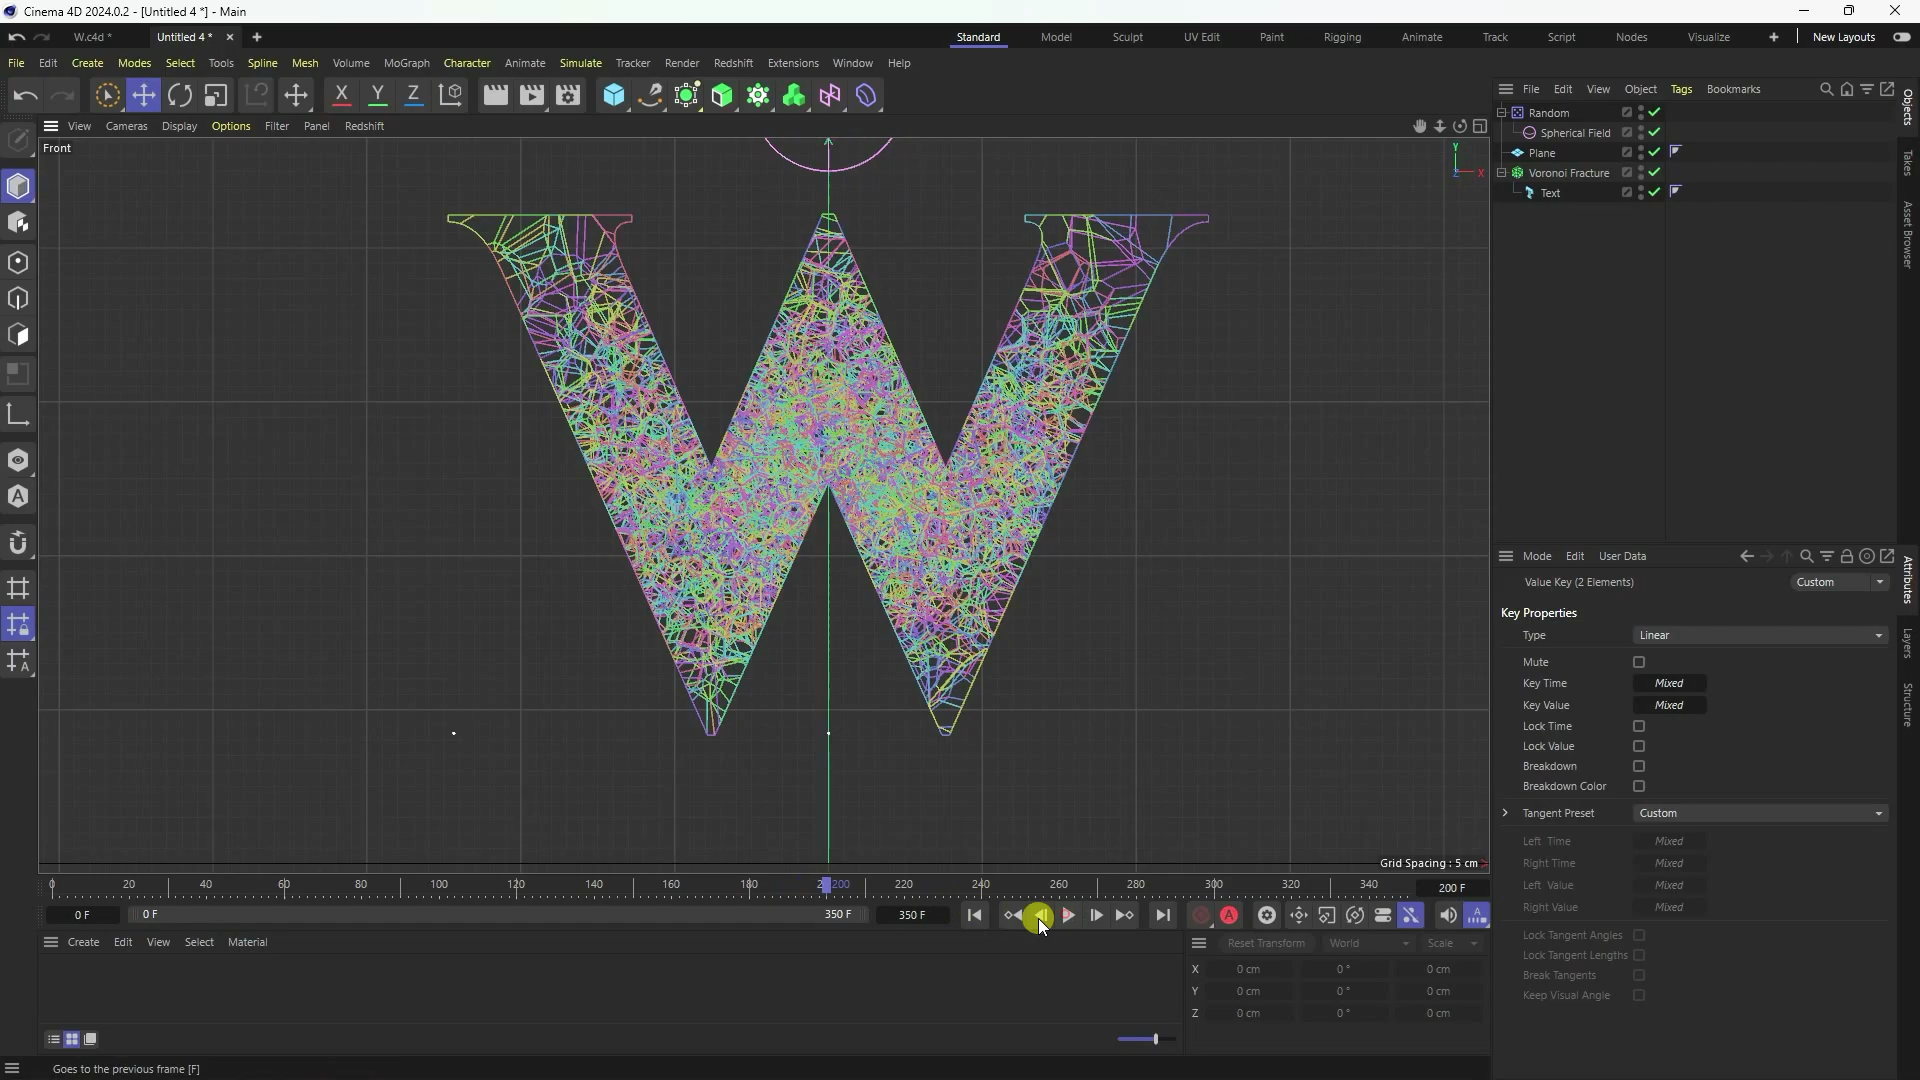 Cinema 4D 2024.0.2 - [Untitled 4 *] - Main
W.c4d *
Untitled 4 *
Standard
Model
Sculpt
UV Edit
Paint
Rigging
Animate
Track
Script
Nodes
Visualize
New Layouts
File
Edit
Create
Modes
Select
Tools
Spline
Mesh
Volume
MoGraph
Character
Animate
Simulate
Tracker
Render
Redshift
Extensions
Window
Help
X
Y
Z
File
Edit
View
Object
Tags
Bookmarks
Objects
Takes
Asset Browser
View
Cameras
Display
Options
Filter
Panel
Redshift
Front
Y
X
Z
Random
Spherical Field
Plane
Voronoi Fracture
Text
W
Mode
Edit
User Data
Attributes
Layers
Structure
Value Key (2 Elements)
Custom
Key Properties
Type
Linear
Mute
Key Time
Mixed
Key Value
Mixed
Lock Time
Lock Value
Breakdown
Breakdown Color
Tangent Preset
Custom
Left Time
Mixed
Right Time
Mixed
Left Value
Mixed
Right Value
Mixed
Lock Tangent Angles
Lock Tangent Lengths
Break Tangents
Keep Visual Angle
Grid Spacing : 5 cm
0
20
40
60
80
100
120
140
160
180
200
220
240
260
280
300
320
340
200 F
0 F
0 F
350 F
350 F
Create
Edit
View
Select
Material
Reset Transform
World
Scale
X
0 cm
0 °
0 cm
Y
0 cm
0 °
0 cm
Z
0 cm
0 °
0 cm
Goes to the previous frame [F]